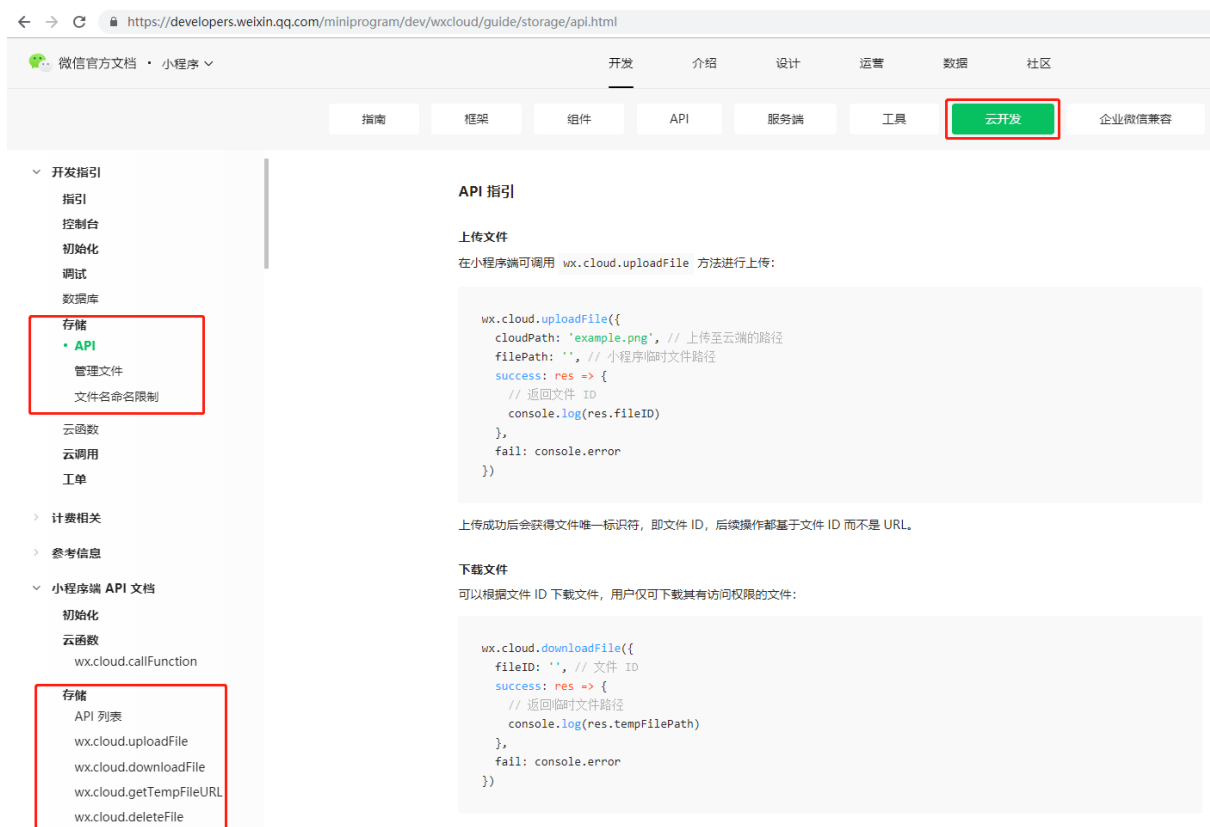 https://developers.weixin.qq.com/miniprogram/dev/wxcloud/guide/storage/api.html
微信官方文档 · 小程序
开发 介绍 设计 运营 数据 社区
指南 框架 组件 API 服务端 工具 云开发 企业微信兼容
开发指引
指引
控制台
初始化
调试
数据库
存储
• API
管理文件
文件名命名限制
云函数
云调用
工单
计费相关
参考信息
小程序端 API 文档
初始化
云函数
wx.cloud.callFunction
存储
API 列表
wx.cloud.uploadFile
wx.cloud.downloadFile
wx.cloud.getTempFileURL
wx.cloud.deleteFile
API 指引
上传文件
在小程序端可调用 wx.cloud.uploadFile 方法进行上传：
wx.cloud.uploadFile({
  cloudPath: 'example.png', // 上传至云端的路径
  filePath: '', // 小程序临时文件路径
  success: res => {
    // 返回文件 ID
    console.log(res.fileID)
  },
  fail: console.error
})
上传成功后会获得文件唯一标识符，即文件 ID，后续操作都基于文件 ID 而不是 URL。
下载文件
可以根据文件 ID 下载文件，用户仅可下载其有访问权限的文件：
wx.cloud.downloadFile({
  fileID: '', // 文件 ID
  success: res => {
    // 返回临时文件路径
    console.log(res.tempFilePath)
  },
  fail: console.error
})